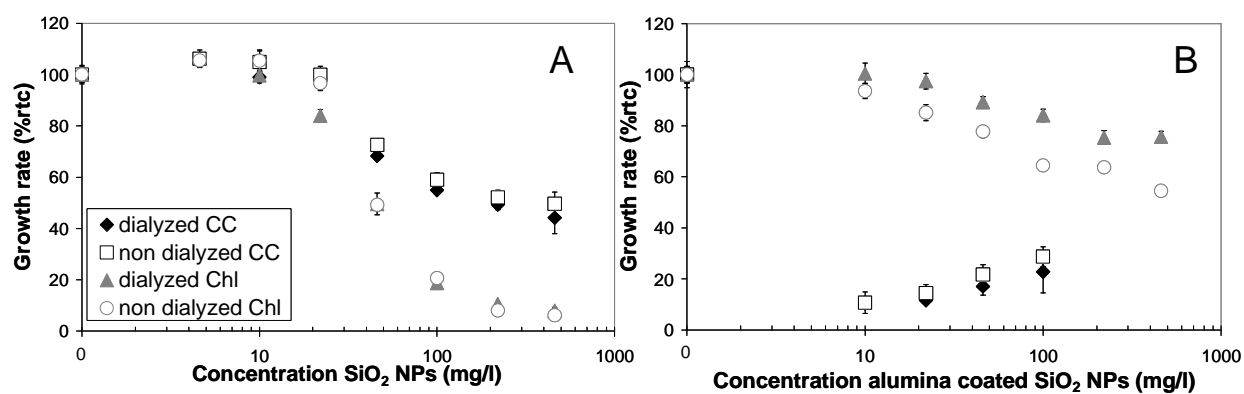 120
100
80
60
40
20
0
Growth rate (%rtc)
A
dialyzed CC
non dialyzed CC
dialyzed Chl
non dialyzed Chl
0 10 100 1000
Concentration SiO₂ NPs (mg/l)
120
100
80
60
40
20
0
Growth rate (%rtc)
B
0 10 100 1000
Concentration alumina coated SiO₂ NPs (mg/l)